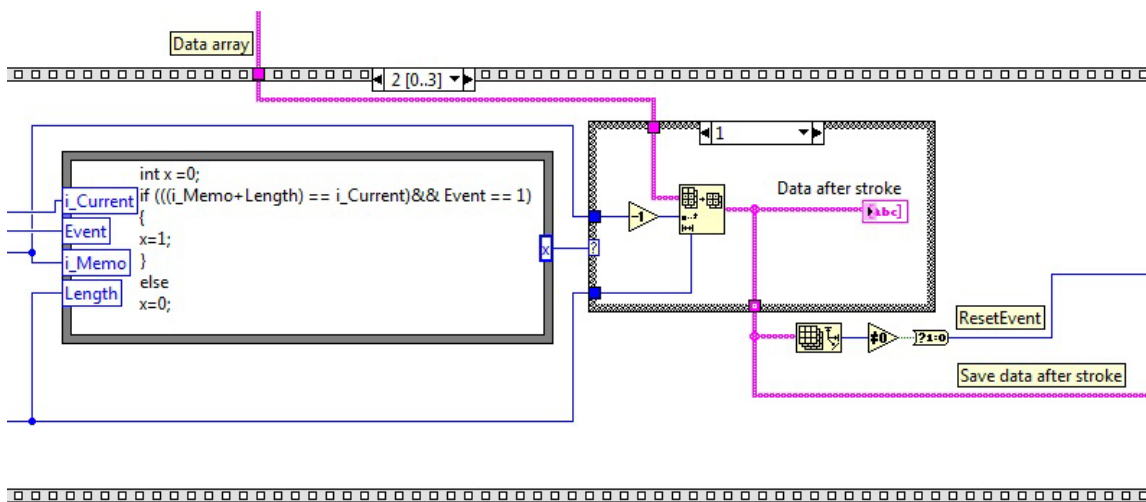 Data array
2 [0..3]
1
int x =0;
if (((i_Memo+Length) == i_Current)&& Event == 1)
{
x=1;
}
else
x=0;
i_Current
Event
i_Memo
Length
x
?
-1
Data after stroke
abc
≠0
?1:0
ResetEvent
Save data after stroke